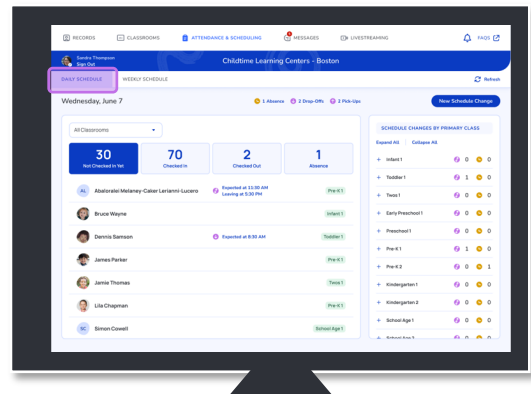 RECORDS CLASSROOMS ATTENDANCE & SCHEDULING MESSAGES LIVESTREAMING FAQS
Sandra Thompson
Sign Out
Childtime Learning Centers - Boston
DAILY SCHEDULE WEEKLY SCHEDULE Refresh
Wednesday, June 7 1 Absence 2 Drop-Offs 2 Pick-Ups New Schedule Change
All Classrooms
30 70 2 1
Not Checked In Yet Checked In Checked Out Absence
AL Abaloralei Melaney-Caker Lerianni-Lucero Expected at 11:30 AM Pre-K 1
Leaving at 5:30 PM
Bruce Wayne Infant 1
Dennis Samson Expected at 8:30 AM Toddler 1
James Parker Pre-K 1
Jamie Thomas Twos 1
Lila Chapman Pre-K 1
SC Simon Cowell School Age 1
SCHEDULE CHANGES BY PRIMARY CLASS
Expand All Collapse All
+ Infant 1 0 0
+ Toddler 1 1 0
+ Twos 1 0 0
+ Early Preschool 1 0 0
+ Preschool 1 0 0
+ Pre-K 1 1 0
+ Pre-K 2 0 1
+ Kindergarten 1 0 0
+ Kindergarten 2 0 0
+ School Age 1 0 0
+ School Age 2 0 0